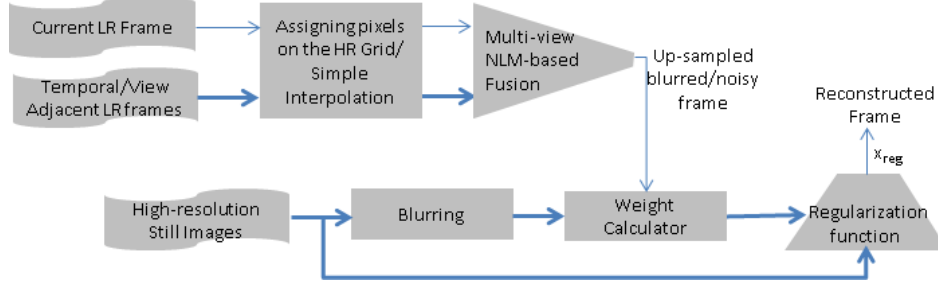 Current LR Frame
Temporal/View
Adjacent LR frames
Assigning pixels
on the HR Grid/
Simple
Interpolation
Multi-view
NLM-based
Fusion
Up-sampled
blurred/noisy
frame
Reconstructed
Frame
x_reg
High-resolution
Still Images
Blurring
Weight
Calculator
Regularization
function